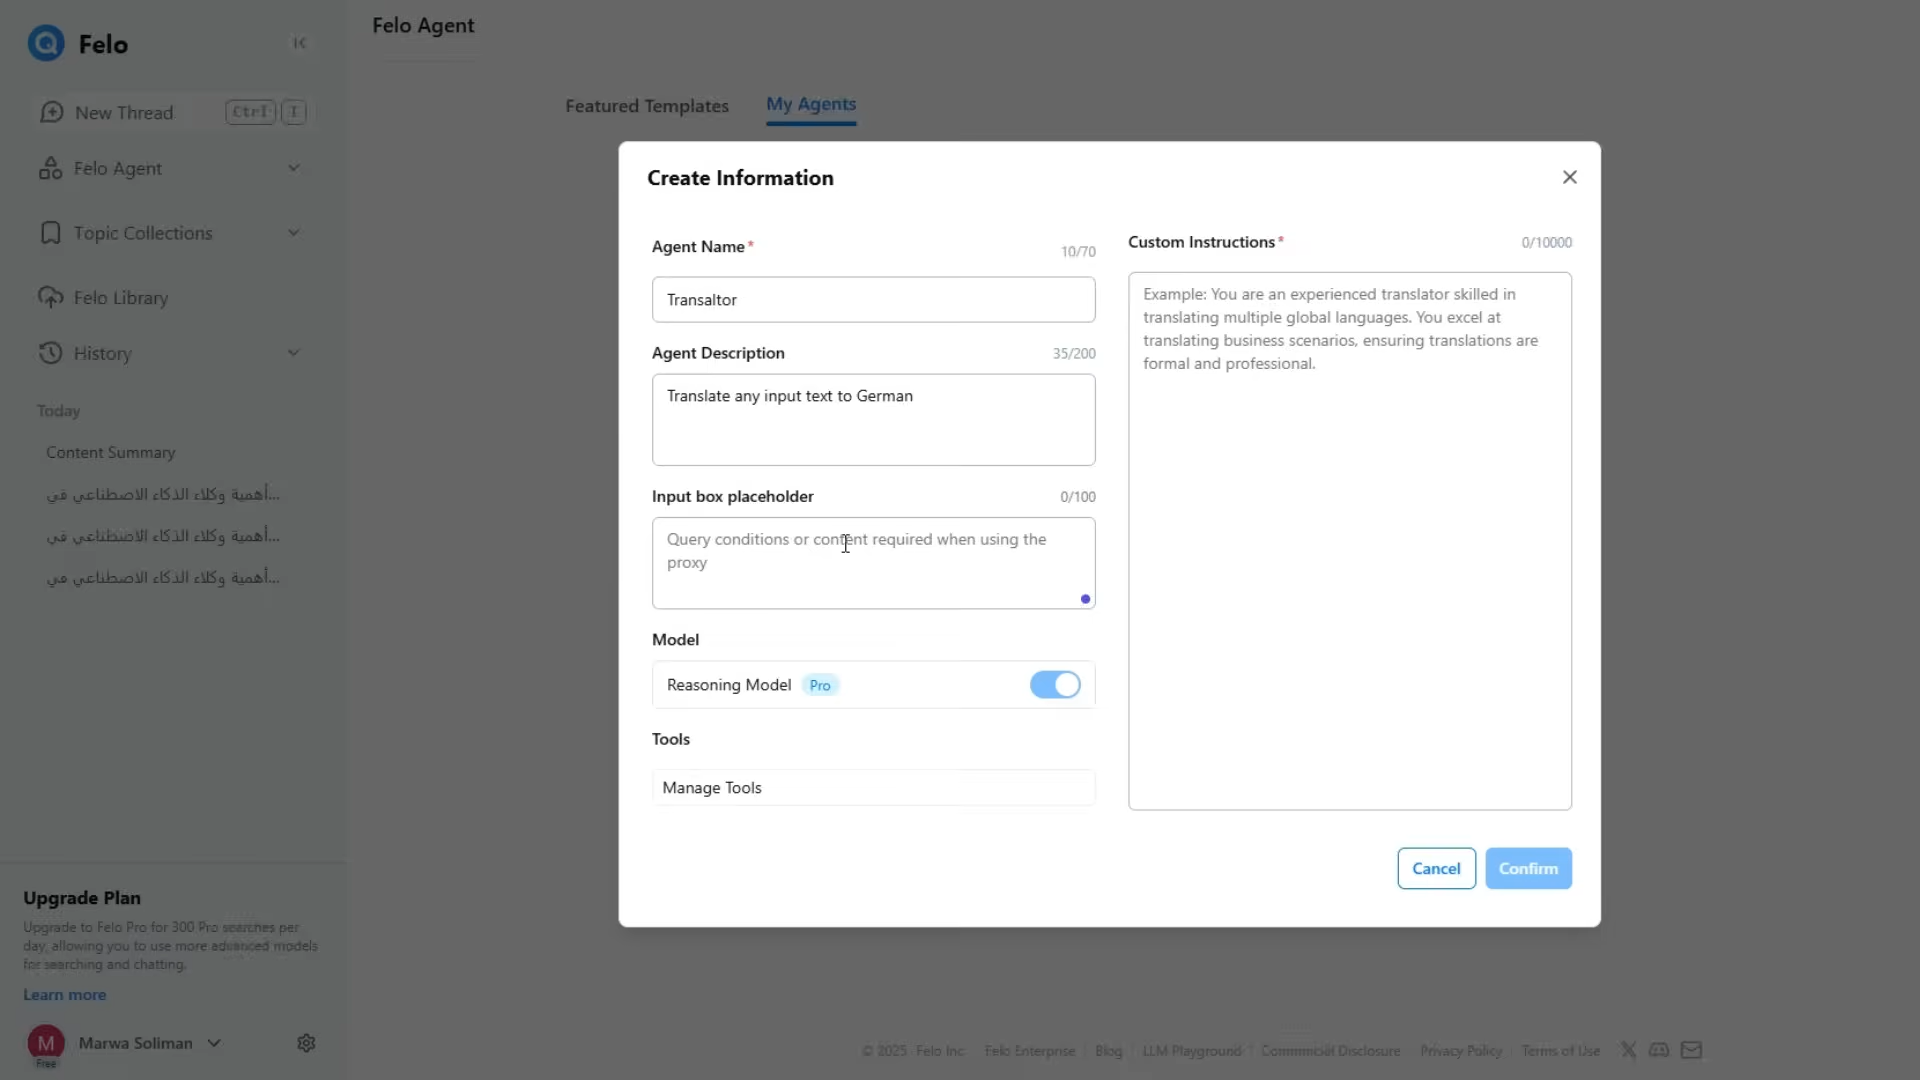 Felo
New Thread Ctrl I
Felo Agent
Topic Collections
Felo Library
History
Today
Content Summary
أهمية وكلاء الذكاء الاصطناعي في...
أهمية وكلاء الذكاء الاصطناعي في...
أهمية وكلاء الذكاء الاصطناعي في...
Upgrade Plan
Upgrade to Felo Pro for 300 Pro searches per
day, allowing you to use more advanced models
for searching and chatting.
Learn more
M
Free
Marwa Soliman
Felo Agent
Featured Templates
My Agents
Create Information
Agent Name*
10/70
Transaltor
Agent Description
35/200
Translate any input text to German
Input box placeholder
0/100
Query conditions or content required when using the
proxy
Model
Reasoning Model Pro
Tools
Manage Tools
Custom Instructions*
0/10000
Example: You are an experienced translator skilled in
translating multiple global languages. You excel at
translating business scenarios, ensuring translations are
formal and professional.
Cancel
Confirm
© 2025 Felo Inc Felo Enterprise Blog LLM Playground Commercial Disclosure Privacy Policy Terms of Use